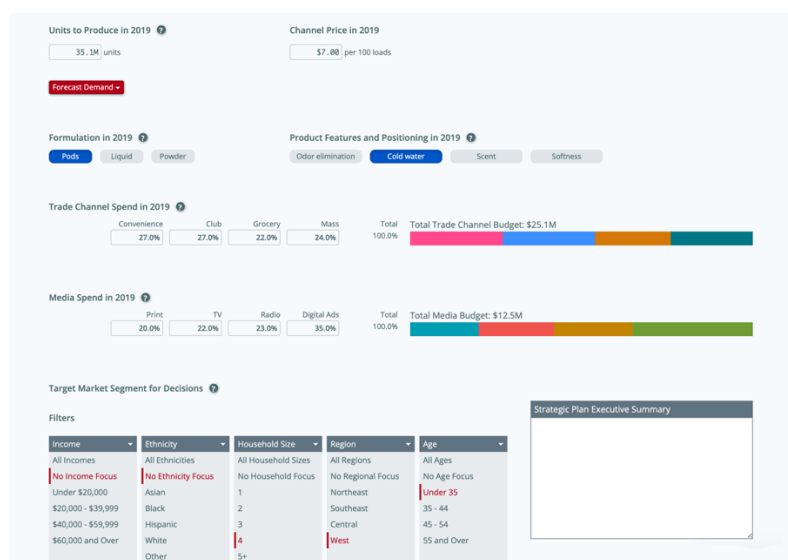 Units to Produce in 2019 ?
Channel Price in 2019
35.1M units
$7.00 per 100 loads
Forecast Demand
Formulation in 2019 ?
Product Features and Positioning in 2019 ?
Pods Liquid Powder
Odor elimination Cold water Scent Softness
Trade Channel Spend in 2019 ?
Convenience Club Grocery Mass Total
27.0% 27.0% 22.0% 24.0% 100.0%
Total Trade Channel Budget: $25.1M
Media Spend in 2019 ?
Print TV Radio Digital Ads Total
20.0% 22.0% 23.0% 35.0% 100.0%
Total Media Budget: $12.5M
Target Market Segment for Decisions ?
Filters
Strategic Plan Executive Summary
Income Ethnicity Household Size Region Age
All Incomes All Ethnicities All Household Sizes All Regions All Ages
No Income Focus No Ethnicity Focus No Household Focus No Regional Focus No Age Focus
Under $20,000 Asian 1 Northeast Under 35
$20,000 - $39,999 Black 2 Southeast 35 - 44
$40,000 - $59,999 Hispanic 3 Central 45 - 54
$60,000 and Over White 4 West 55 and Over
Other 5+